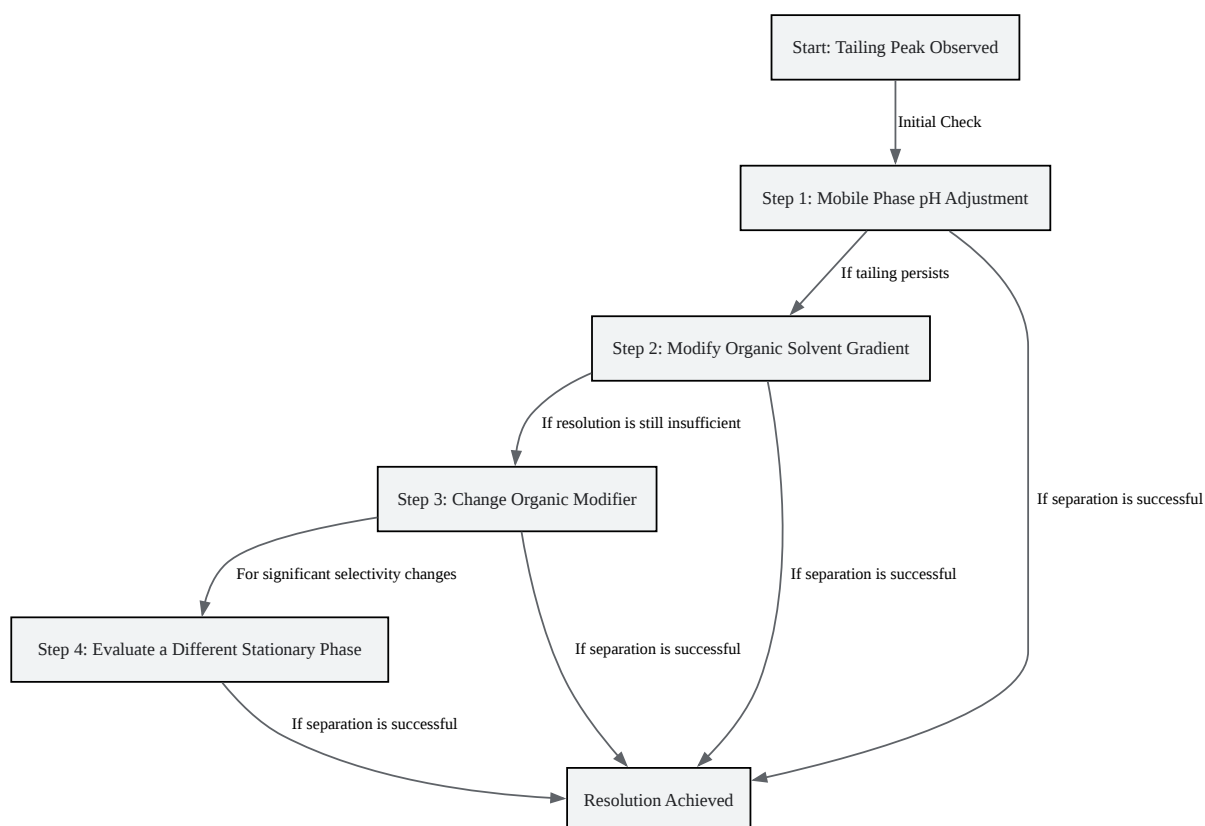 Start: Tailing Peak Observed
Initial Check
Step 1: Mobile Phase pH Adjustment
If tailing persists
Step 2: Modify Organic Solvent Gradient
If resolution is still insufficient
Step 3: Change Organic Modifier
If separation is successful
For significant selectivity changes
If separation is successful
Step 4: Evaluate a Different Stationary Phase
If separation is successful
If separation is successful
Resolution Achieved